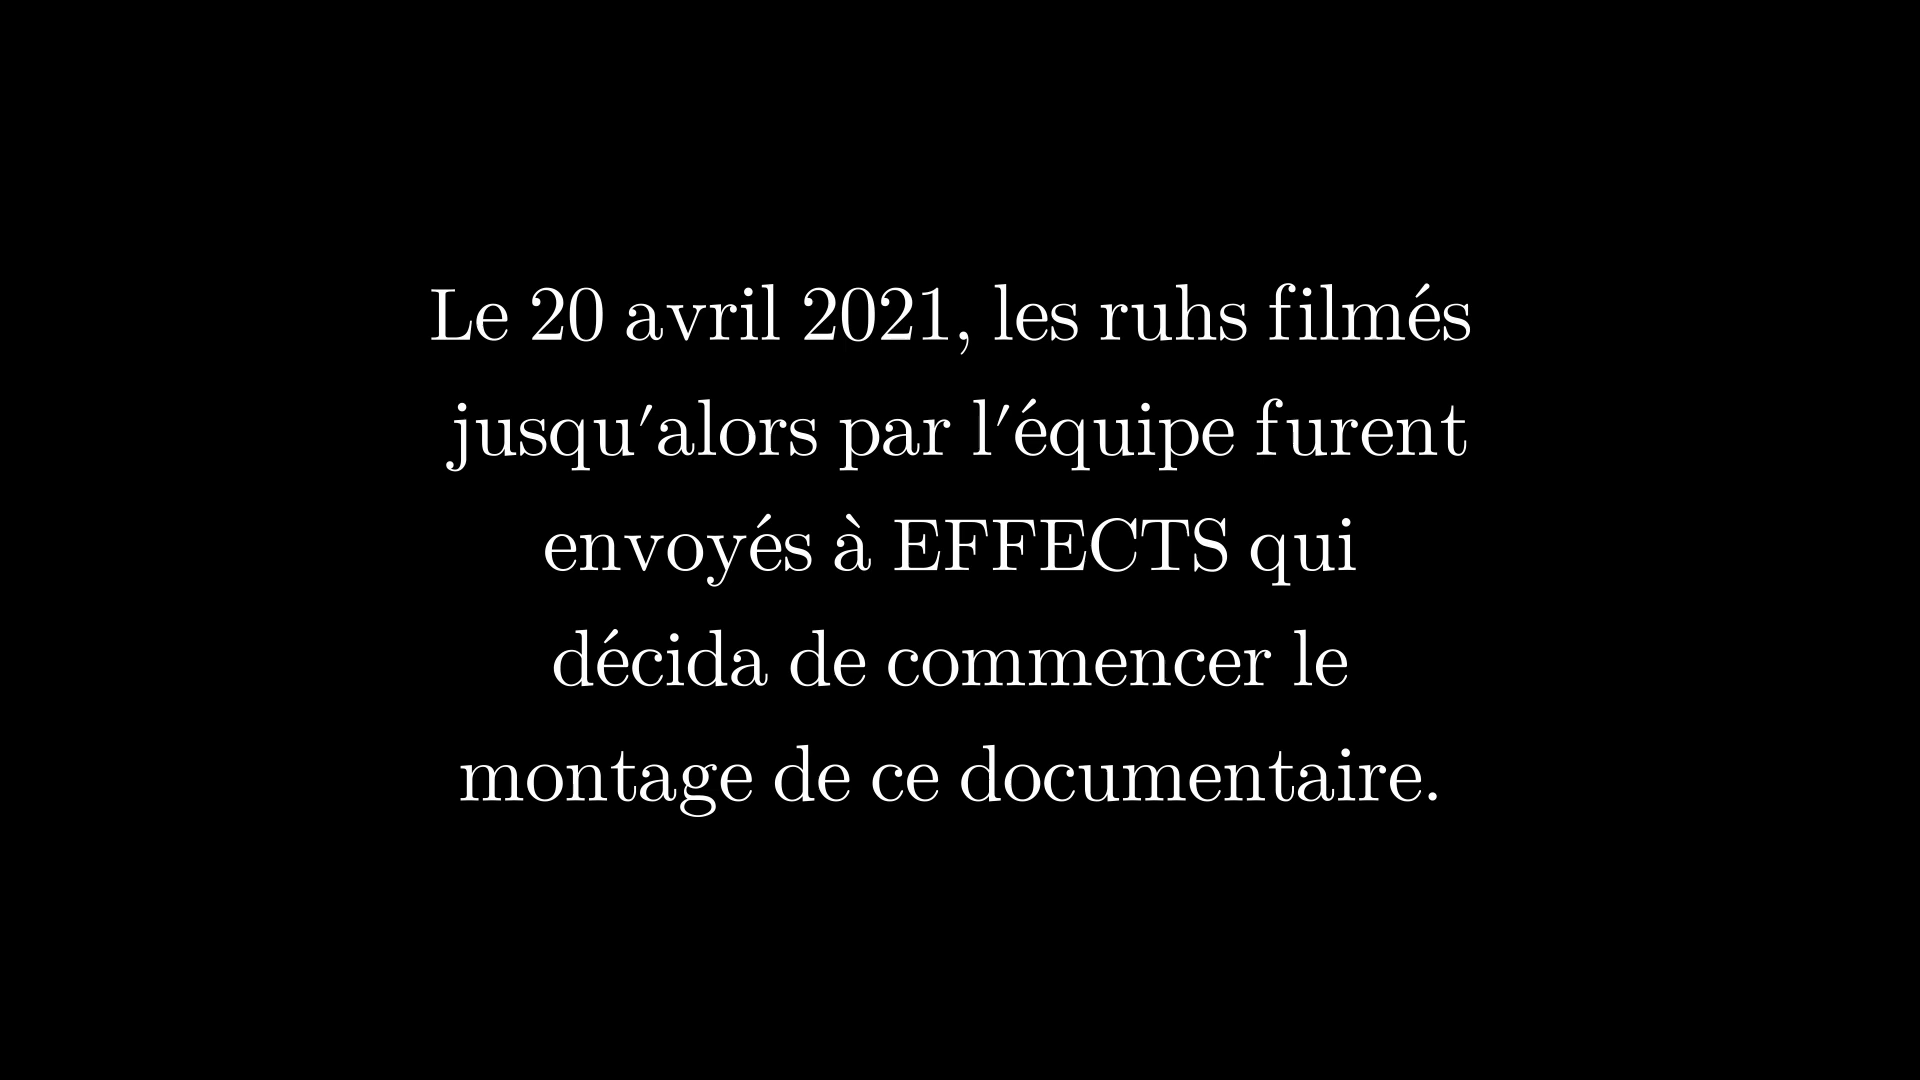 Le 20 avril 2021, les ruhs filmés
jusqu'alors par l'équipe furent
envoyés à EFFECTS qui
décida de commencer le
montage de ce documentaire.